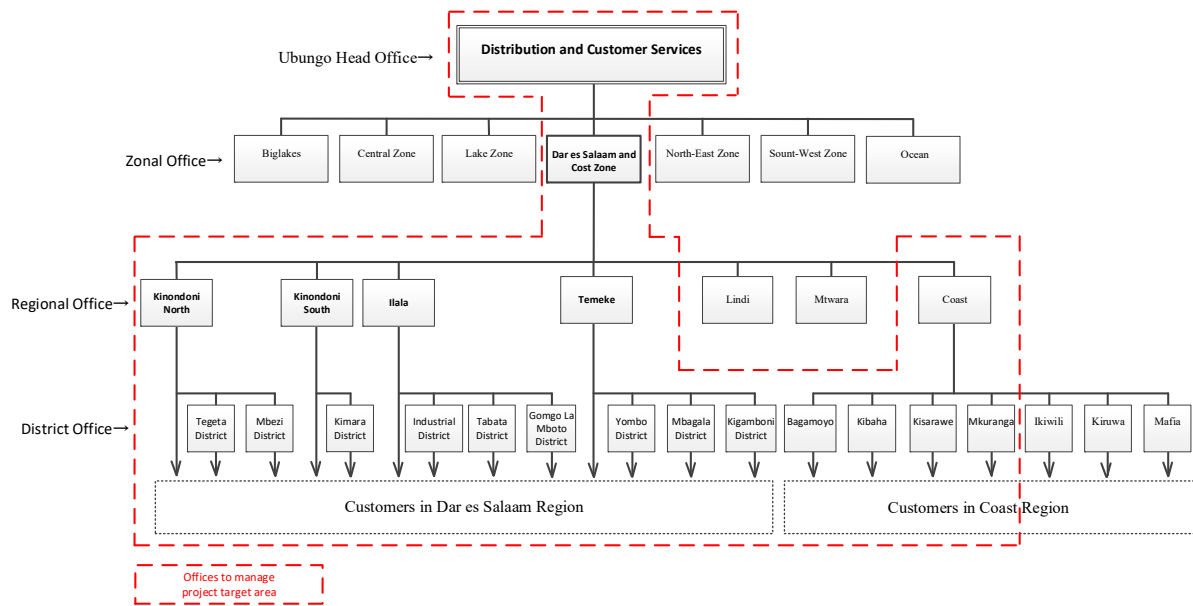 Ubungo Head Office→
Distribution and Customer Services
Zonal Office→
Biglakes
Central Zone
Lake Zone
Dar es Salaam and
Cost Zone
North-East Zone
Sount-West Zone
Ocean
Regional Office→
Kinondoni
North
Kinondoni
South
Ilala
Temeke
Lindi
Mtwara
Coast
District Office→
Tegeta
District
Mbezi
District
Kimara
District
Industrial
District
Tabata
District
Gomgo La
Mboto
District
Yombo
District
Mbagala
District
Kigamboni
District
Bagamoyo
Kibaha
Kisarawe
Mkuranga
Ikiwili
Kiruwa
Mafia
Customers in Dar es Salaam Region
Customers in Coast Region
Offices to manage
project target area